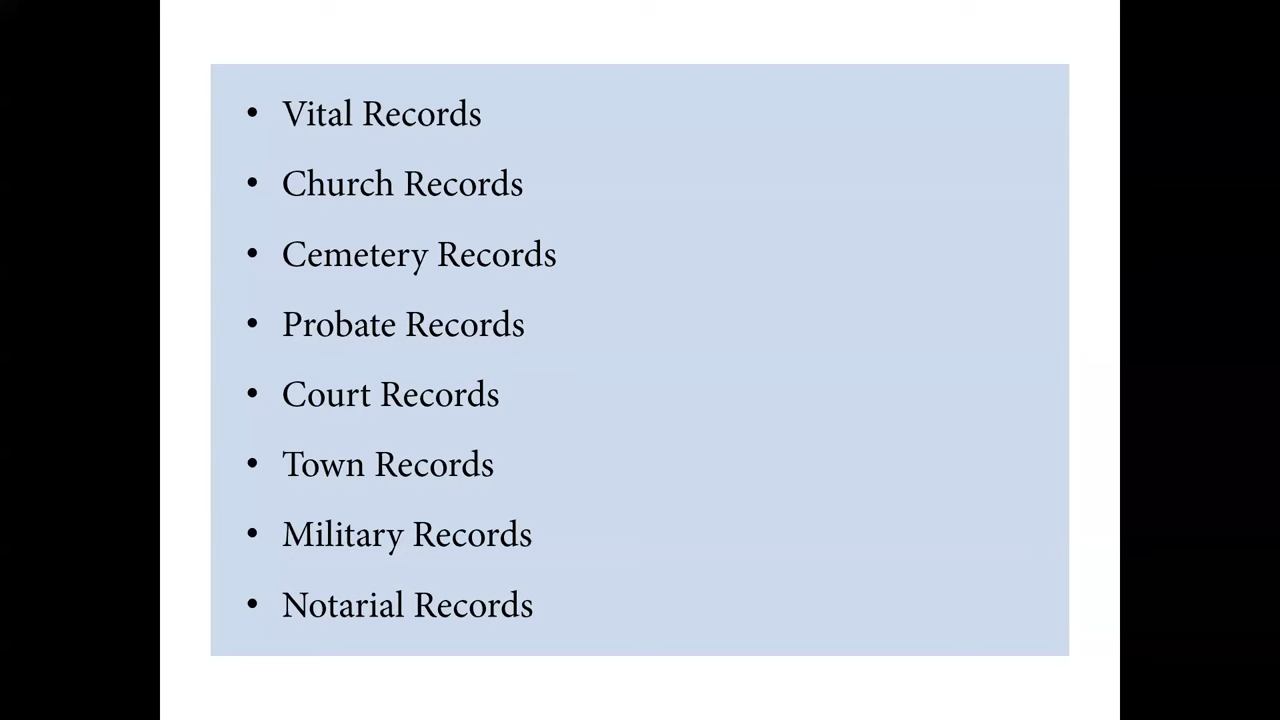 • Vital Records
• Church Records
• Cemetery Records
• Probate Records
• Court Records
• Town Records
• Military Records
• Notarial Records